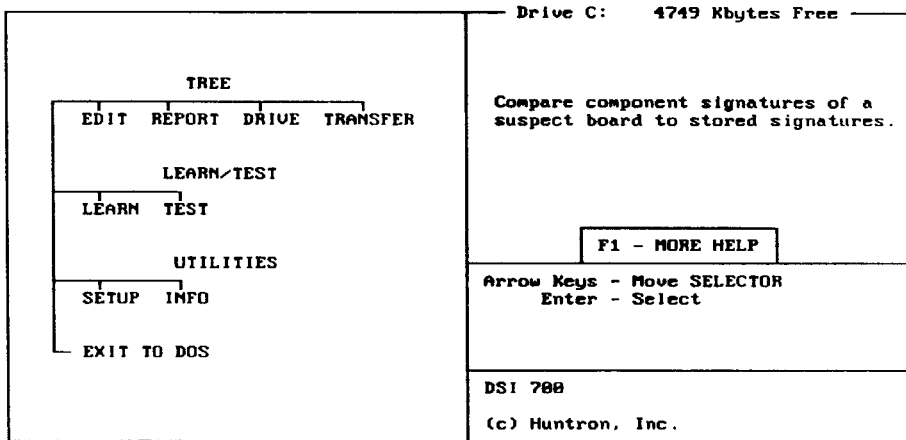 TREE
EDIT REPORT DRIVE TRANSFER
LEARN/TEST
LEARN TEST
UTILITIES
SETUP INFO
EXIT TO DOS
Drive C: 4749 Kbytes Free
Compare component signatures of a
suspect board to stored signatures.
F1 - MORE HELP
Arrow Keys - Move SELECTOR
Enter - Select
DSI 700
(c) Huntron, Inc.